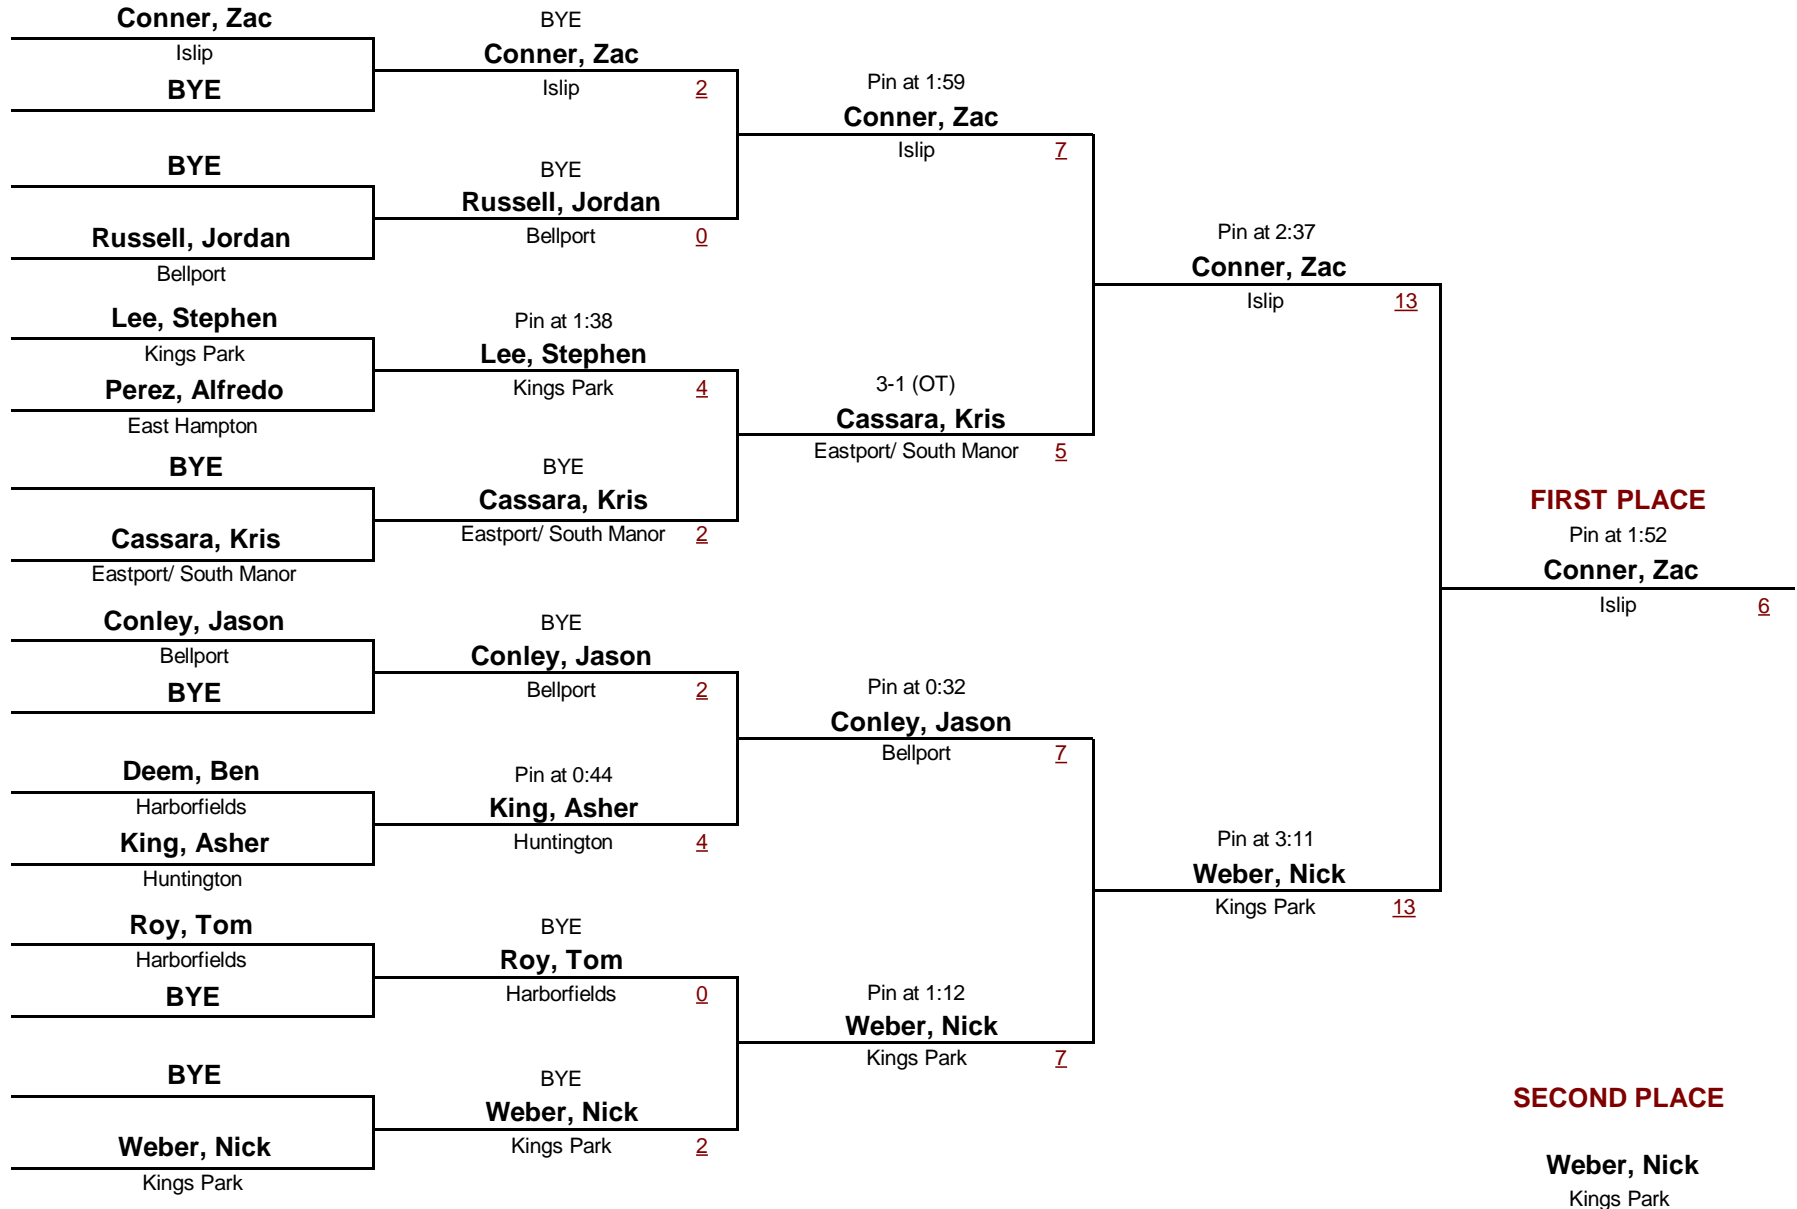 Conner, Zac
Islip
BYE
BYE
Russell, Jordan
Bellport
Lee, Stephen
Kings Park
Perez, Alfredo
East Hampton
BYE
Cassara, Kris
Eastport/ South Manor
Conley, Jason
Bellport
BYE
Deem, Ben
Harborfields
King, Asher
Huntington
Roy, Tom
Harborfields
BYE
BYE
Weber, Nick
Kings Park
BYE
Conner, Zac
Islip 2
BYE
Russell, Jordan
Bellport 0
Pin at 1:38
Lee, Stephen
Kings Park 4
BYE
Cassara, Kris
Eastport/ South Manor 2
BYE
Conley, Jason
Bellport 2
Pin at 0:44
King, Asher
Huntington 4
BYE
Roy, Tom
Harborfields 0
BYE
Weber, Nick
Kings Park 2
Pin at 1:59
Conner, Zac
Islip 7
3-1 (OT)
Cassara, Kris
Eastport/ South Manor 5
Pin at 0:32
Conley, Jason
Bellport 7
Pin at 1:12
Weber, Nick
Kings Park 7
Pin at 2:37
Conner, Zac
Islip 13
Pin at 3:11
Weber, Nick
Kings Park 13
FIRST PLACE
Pin at 1:52
Conner, Zac
Islip 6
SECOND PLACE
Weber, Nick
Kings Park